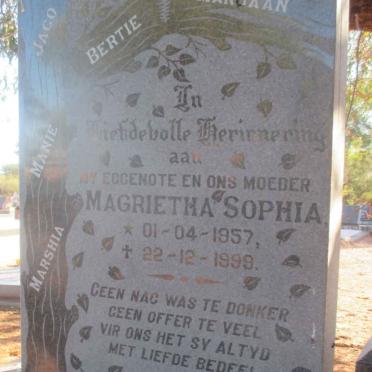 JACO
BERTIE
MANIE
MARSHIA
In
Liefdevolle Herinnering
aan
MY EGGENOTE EN ONS MOEDER
MAGRIETHA SOPHIA
* 01-04-1957
✝ 22-12-1999
GEEN NAG WAS TE DONKER
GEEN OFFER TE VEEL
VIR ONS HET SY ALTYD
MET LIEFDE BEDEEL